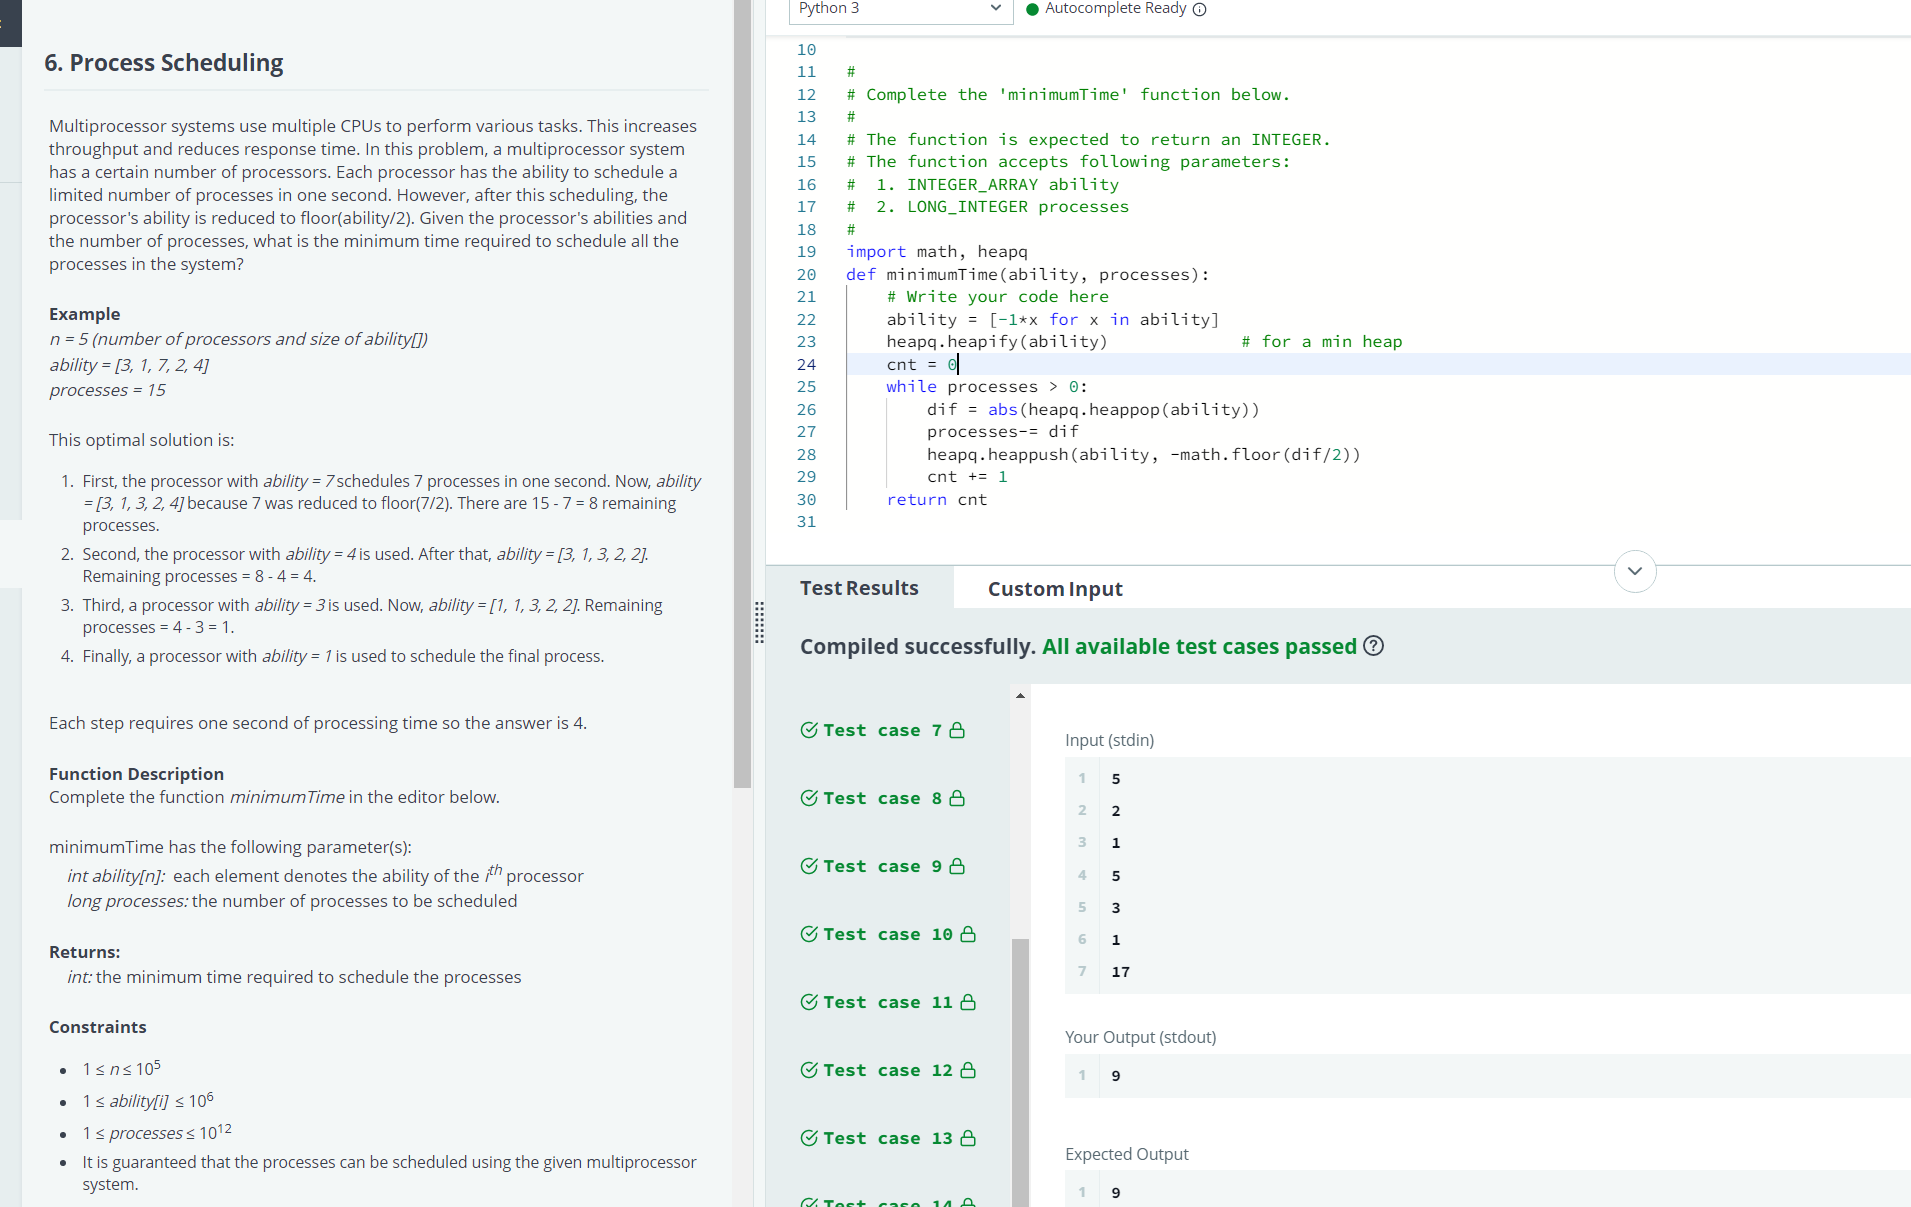 6. Process Scheduling
Multiprocessor systems use multiple CPUs to perform various tasks. This increases
throughput and reduces response time. In this problem, a multiprocessor system
has a certain number of processors. Each processor has the ability to schedule a
limited number of processes in one second. However, after this scheduling, the
processor's ability is reduced to floor(ability/2). Given the processor's abilities and
the number of processes, what is the minimum time required to schedule all the
processes in the system?
Example
n = 5 (number of processors and size of ability[])
ability = [3, 1, 7, 2, 4]
processes = 15
This optimal solution is:
1. First, the processor with ability = 7 schedules 7 processes in one second. Now, ability
= [3, 1, 3, 2, 4] because 7 was reduced to floor(7/2). There are 15 - 7 = 8 remaining
processes.
2. Second, the processor with ability = 4 is used. After that, ability = [3, 1, 3, 2, 2].
Remaining processes = 8 - 4 = 4.
3. Third, a processor with ability = 3 is used. Now, ability = [1, 1, 3, 2, 2]. Remaining
processes = 4 - 3 = 1.
4. Finally, a processor with ability = 1 is used to schedule the final process.
Each step requires one second of processing time so the answer is 4.
Function Description
Complete the function minimumTime in the editor below.
minimumTime has the following parameter(s):
int ability[n]: each element denotes the ability of the ith processor
long processes: the number of processes to be scheduled
Returns:
int: the minimum time required to schedule the processes
Constraints
• 1 ≤ n ≤ 10^5
• 1 ≤ ability[i] ≤ 10^6
• 1 ≤ processes ≤ 10^12
• It is guaranteed that the processes can be scheduled using the given multiprocessor
system.
Python 3
Autocomplete Ready
10
11 #
12 # Complete the 'minimumTime' function below.
13 #
14 # The function is expected to return an INTEGER.
15 # The function accepts following parameters:
16 #  1. INTEGER_ARRAY ability
17 #  2. LONG_INTEGER processes
18 #
19 import math, heapq
20 def minimumTime(ability, processes):
21     # Write your code here
22     ability = [-1*x for x in ability]
23     heapq.heapify(ability)             # for a min heap
24     cnt = 0
25     while processes > 0:
26         dif = abs(heapq.heappop(ability))
27         processes-= dif
28         heapq.heappush(ability, -math.floor(dif/2))
29         cnt += 1
30     return cnt
31
Test Results
Custom Input
Compiled successfully. All available test cases passed
Test case 7
Test case 8
Test case 9
Test case 10
Test case 11
Test case 12
Test case 13
Test case 14
Input (stdin)
1 5
2 2
3 1
4 5
5 3
6 1
7 17
Your Output (stdout)
1 9
Expected Output
1 9